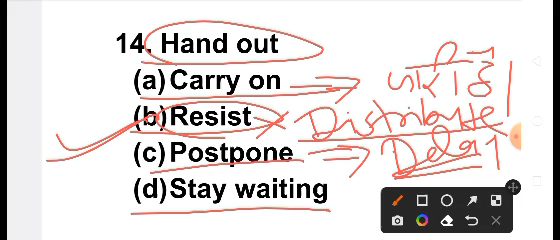 14. Hand out
(a) Carry on
(b) Resist
Distribute
(c) Postpone
Delay
(d) Stay waiting